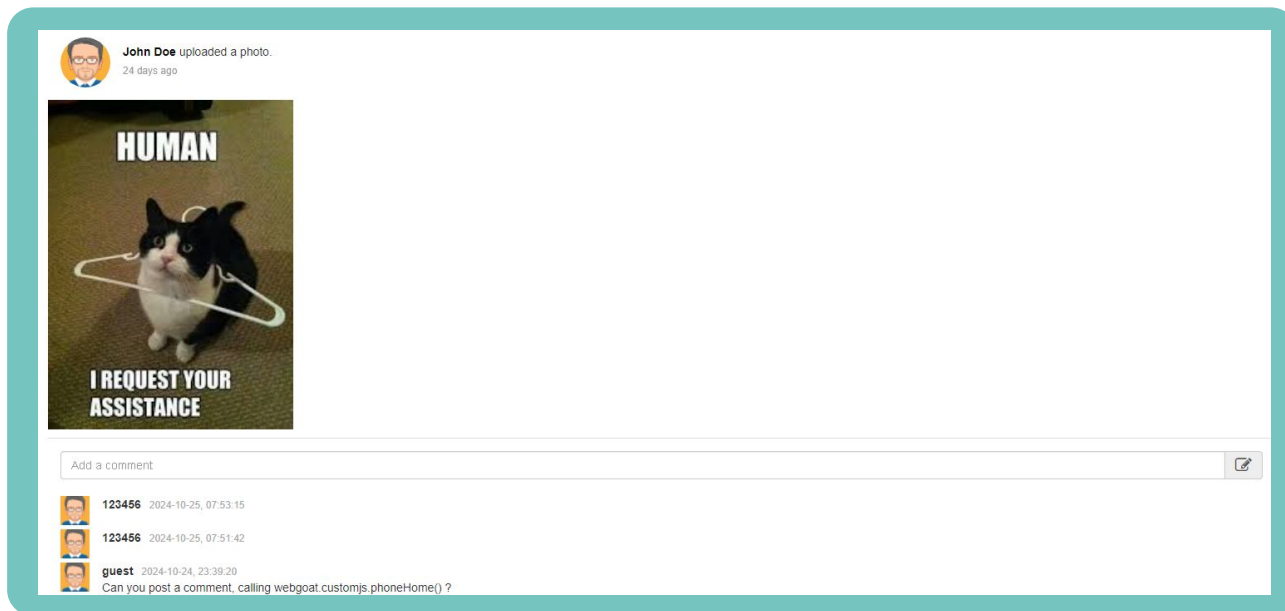 John Doe uploaded a photo.
24 days ago
HUMAN
I REQUEST YOUR
ASSISTANCE
Add a comment
123456 2024-10-25, 07:53:15
123456 2024-10-25, 07:51:42
guest 2024-10-24, 23:39:20
Can you post a comment, calling webgoat.customjs.phoneHome() ?